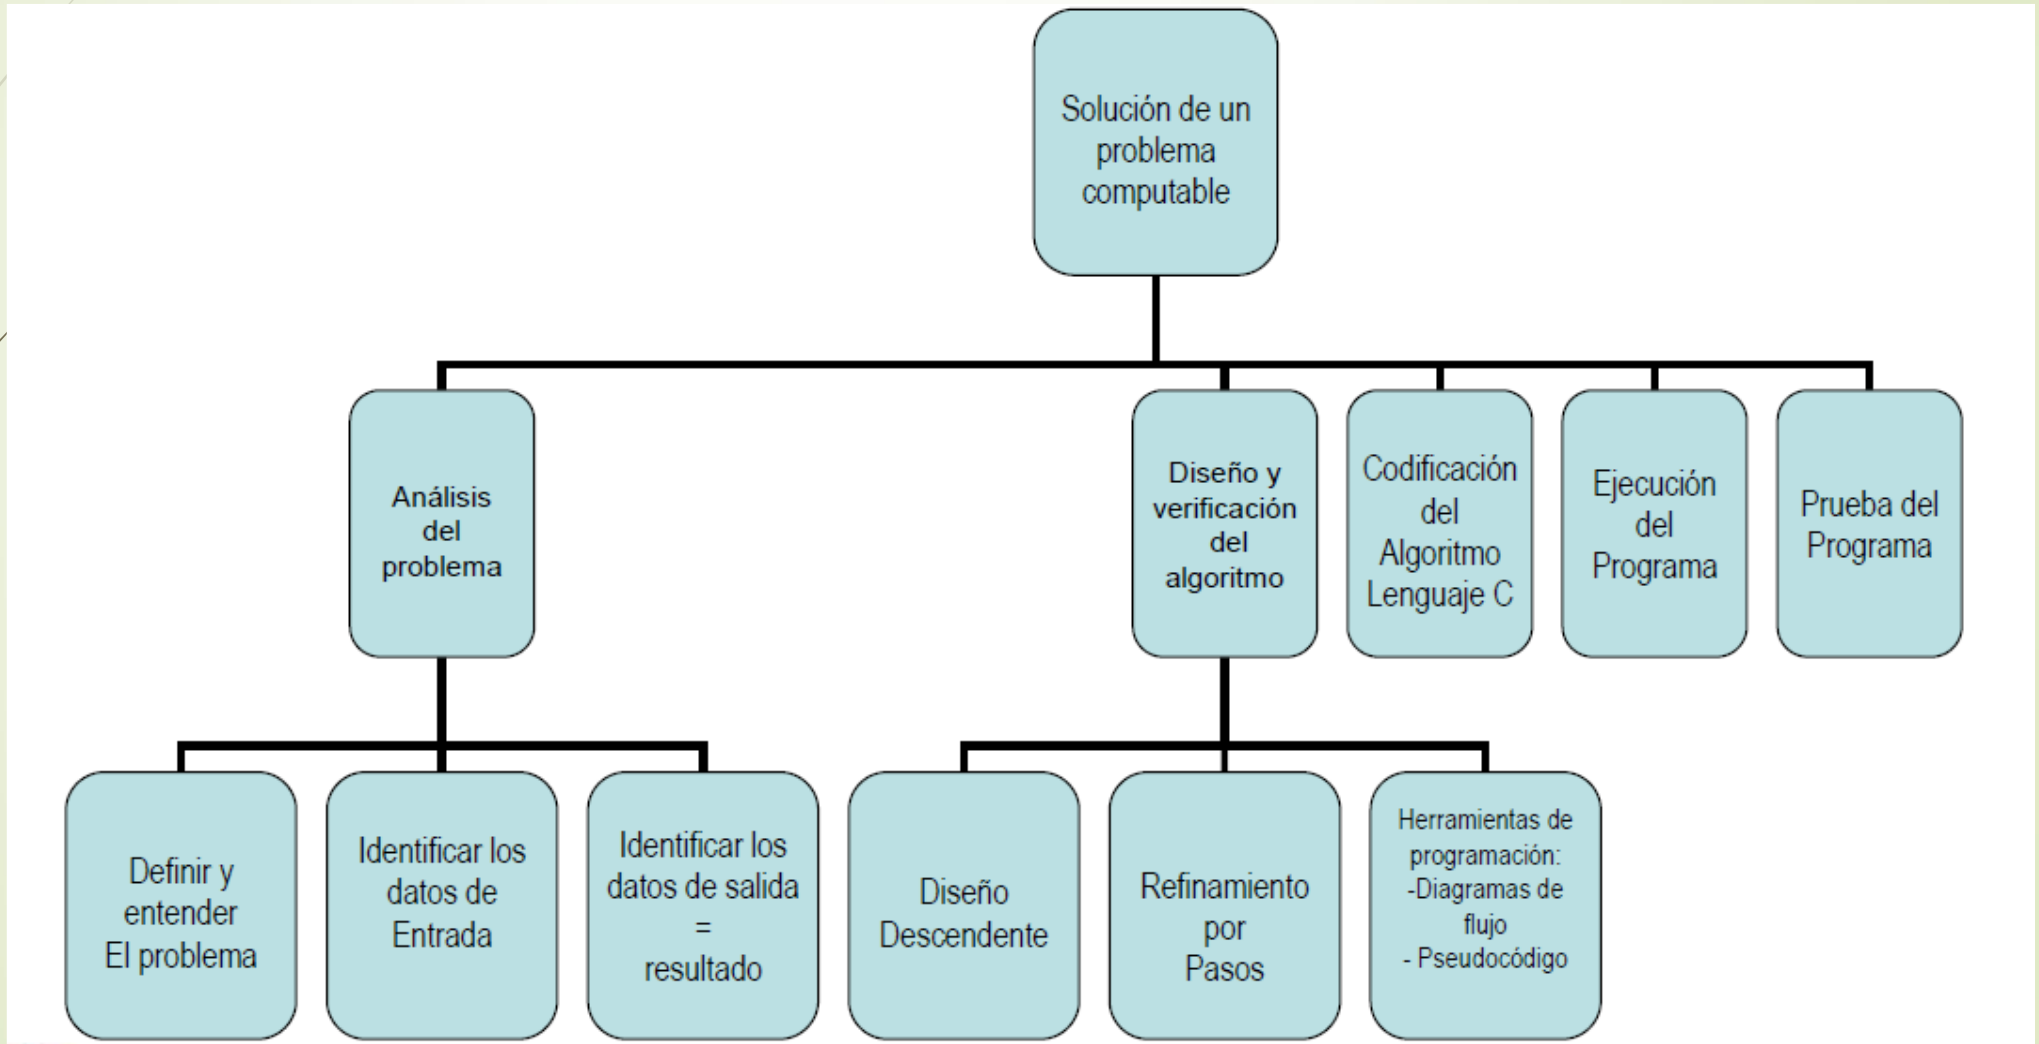 Solución de un
problema
computable
Análisis
del
problema
Diseño y
verificación del
algoritmo
Codificación
del
Algoritmo
Lenguaje C
Ejecución
del
Programa
Prueba del
Programa
Definir y
entender
El problema
Identificar los
datos de
Entrada
Identificar los
datos de salida
=
resultado
Diseño
Descendente
Refinamiento
por
Pasos
Herramientas de
programación:
-Diagramas de
flujo
- Pseudocódigo